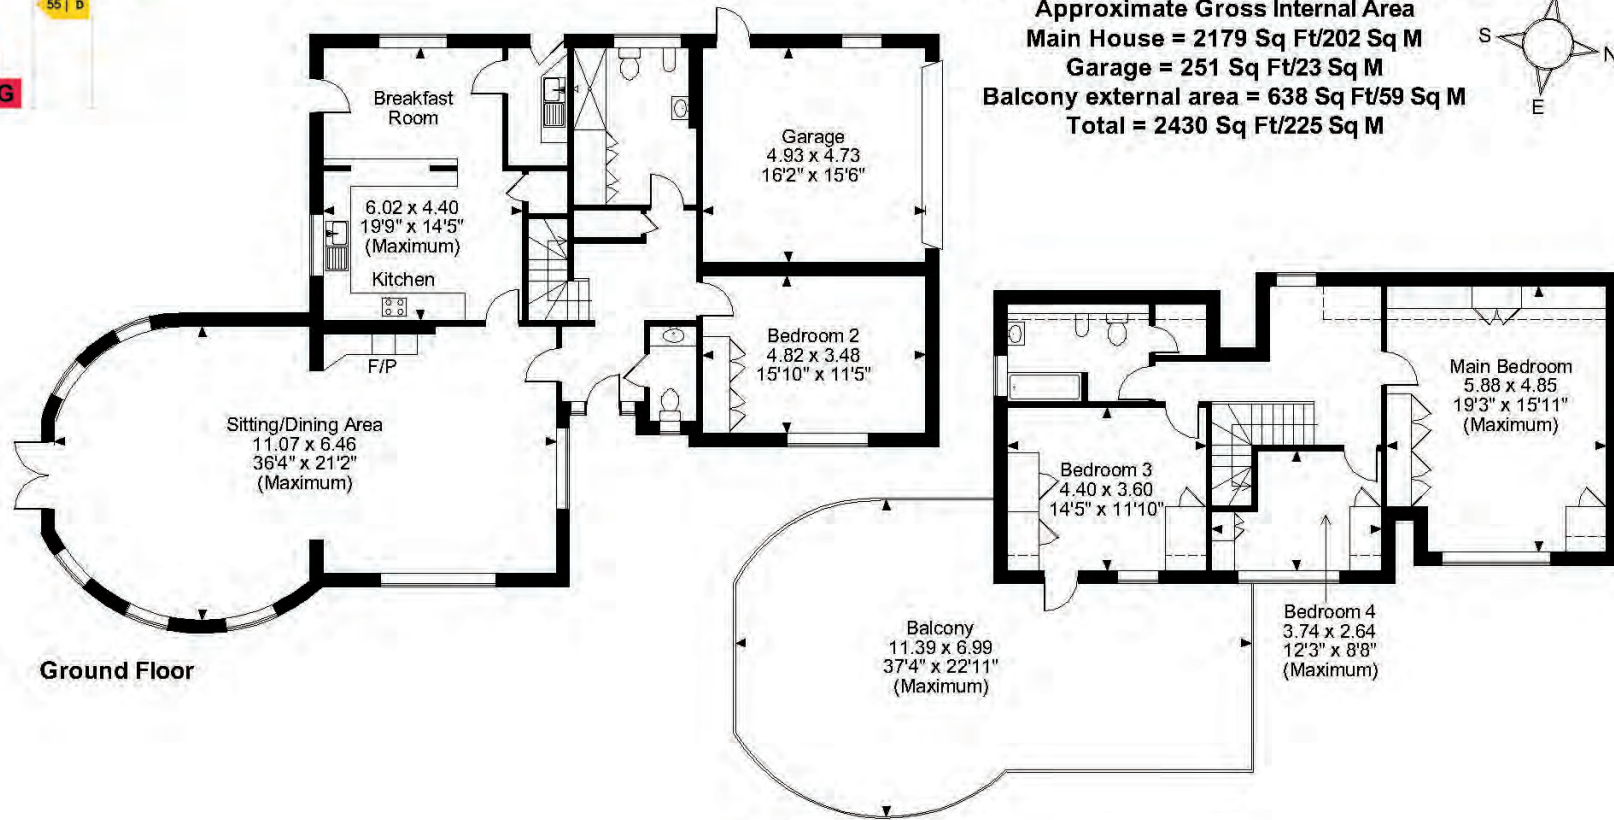 55 | D
G
Approximate Gross Internal Area
Main House = 2179 Sq Ft/202 Sq M
Garage = 251 Sq Ft/23 Sq M
Balcony external area = 638 Sq Ft/59 Sq M
Total = 2430 Sq Ft/225 Sq M
S
N
E
Breakfast
Room
Garage
4.93 x 4.73
16'2" x 15'6"
6.02 x 4.40
19'9" x 14'5"
(Maximum)
Kitchen
F/P
Bedroom 2
4.82 x 3.48
15'10" x 11'5"
Sitting/Dining Area
11.07 x 6.46
36'4" x 21'2"
(Maximum)
Ground Floor
Main Bedroom
5.88 x 4.85
19'3" x 15'11"
(Maximum)
Bedroom 3
4.40 x 3.60
14'5" x 11'10"
Bedroom 4
3.74 x 2.64
12'3" x 8'8"
(Maximum)
Balcony
11.39 x 6.99
37'4" x 22'11"
(Maximum)